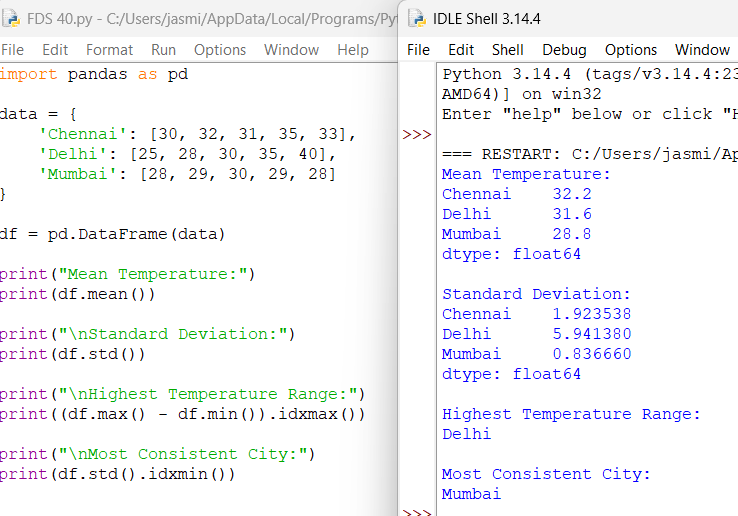 FDS 40.py - C:/Users/jasmi/AppData/Local/Programs/Py
File Edit Format Run Options Window Help
import pandas as pd
data = {
'Chennai': [30, 32, 31, 35, 33],
'Delhi': [25, 28, 30, 35, 40],
'Mumbai': [28, 29, 30, 29, 28]
}
df = pd.DataFrame(data)
print("Mean Temperature:")
print(df.mean())
print("\nStandard Deviation:")
print(df.std())
print("\nHighest Temperature Range:")
print((df.max() - df.min()).idxmax())
print("\nMost Consistent City:")
print(df.std().idxmin())
IDLE Shell 3.14.4
File Edit Shell Debug Options Window
Python 3.14.4 (tags/v3.14.4:23
AMD64)] on win32
Enter "help" below or click "H
>>>
=== RESTART: C:/Users/jasmi/Ap
Mean Temperature:
Chennai 32.2
Delhi 31.6
Mumbai 28.8
dtype: float64
Standard Deviation:
Chennai 1.923538
Delhi 5.941380
Mumbai 0.836660
dtype: float64
Highest Temperature Range:
Delhi
Most Consistent City:
Mumbai
>>>